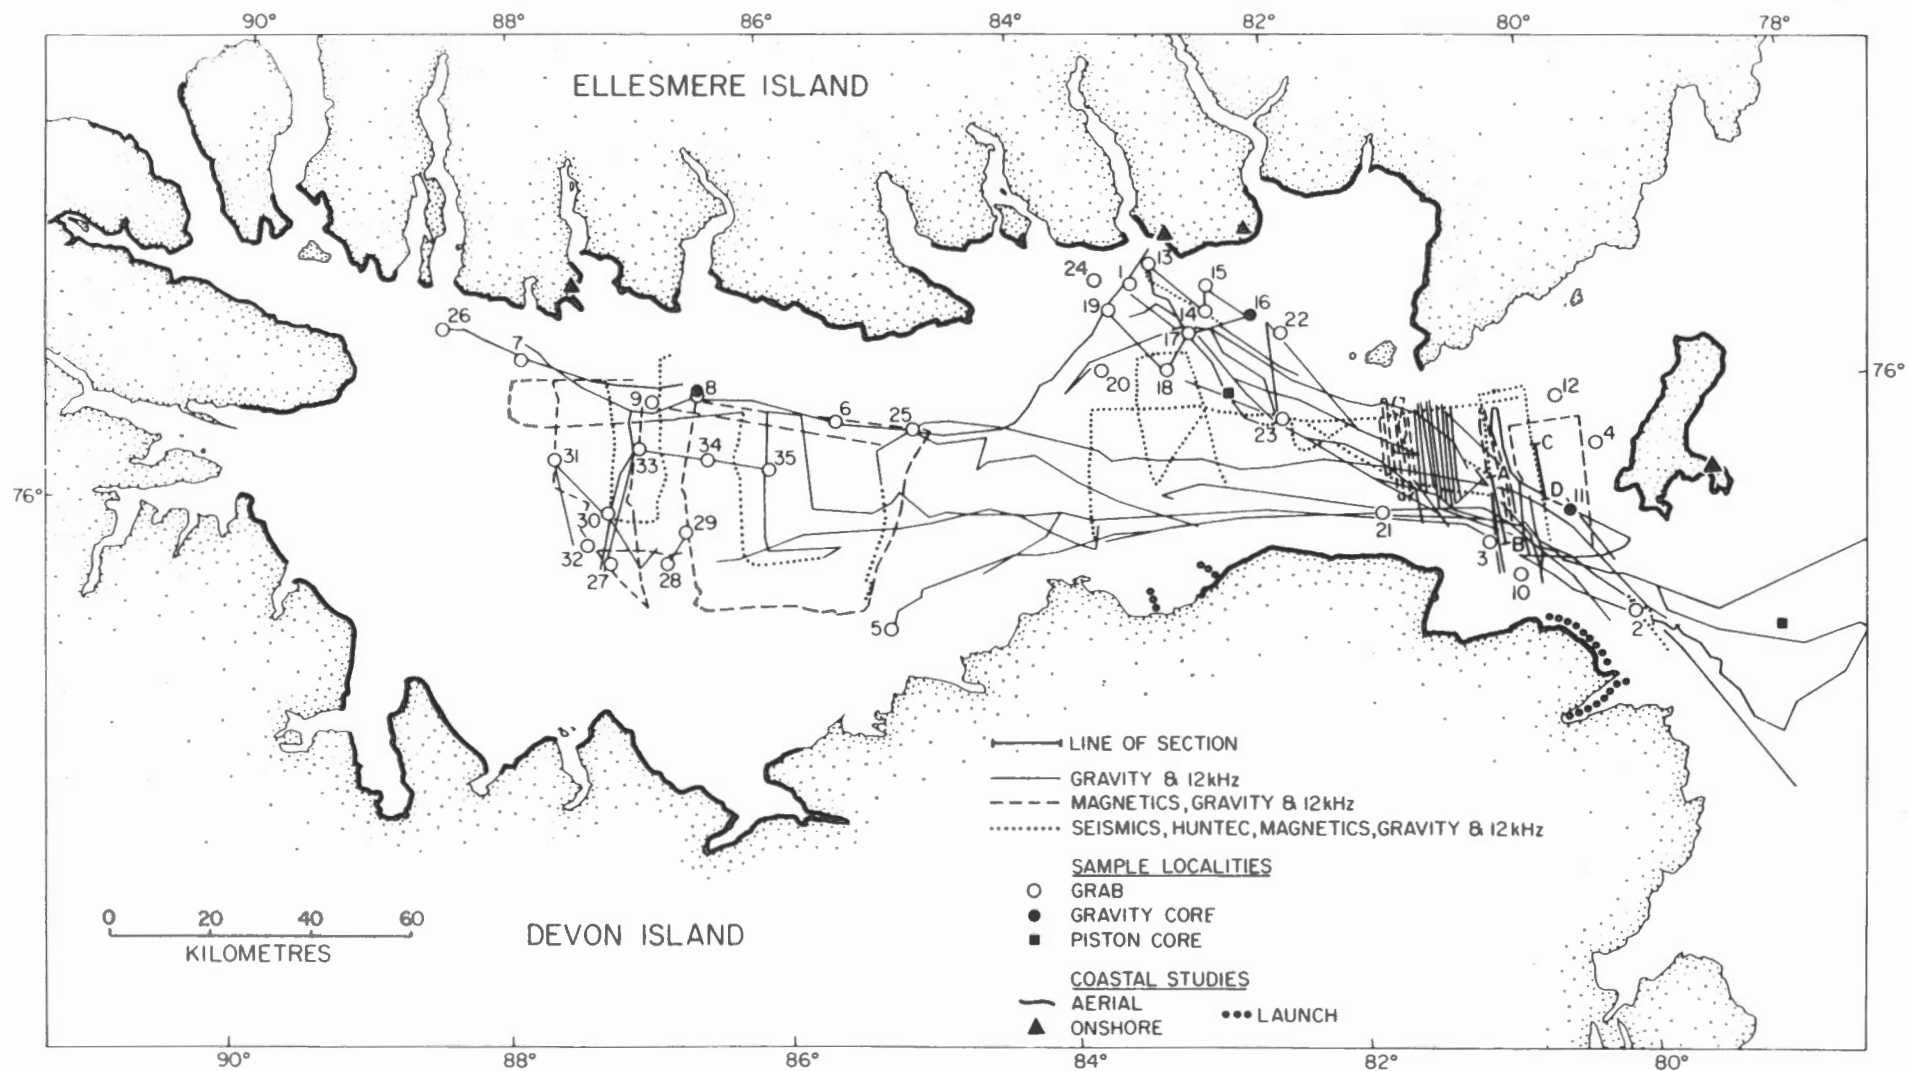 90° 88° 86° 84° 82° 80° 78°
ELLESMERE ISLAND
24 1 13 15
26 19 14 16 22
7 17
76°
8 20 18 12
9 6 25 23 4
31 33 34 35 C
A
76°
30 29 D 11
32 21
27 28 3 B
10
5 2
LINE OF SECTION
GRAVITY & 12kHz
MAGNETICS, GRAVITY & 12kHz
SEISMICS, HUNTEC, MAGNETICS, GRAVITY & 12kHz
SAMPLE LOCALITIES
GRAB
GRAVITY CORE
PISTON CORE
COASTAL STUDIES
AERIAL
ONSHORE
LAUNCH
0 20 40 60
KILOMETRES
DEVON ISLAND
90° 88° 86° 84° 82° 80°